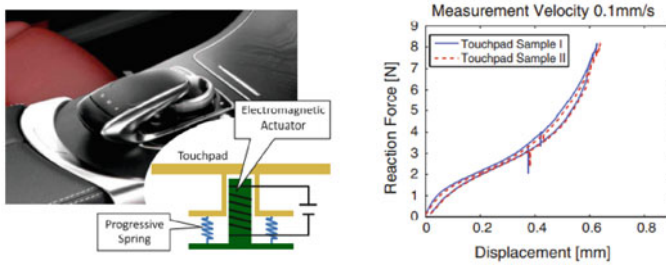 Electromagnetic
Actuator
Touchpad
Progressive
Spring
Measurement Velocity 0.1mm/s
Touchpad Sample I
Touchpad Sample II
Reaction Force [N]
9
8
7
6
5
4
3
2
1
0
0
0.2
0.4
0.6
0.8
Displacement [mm]